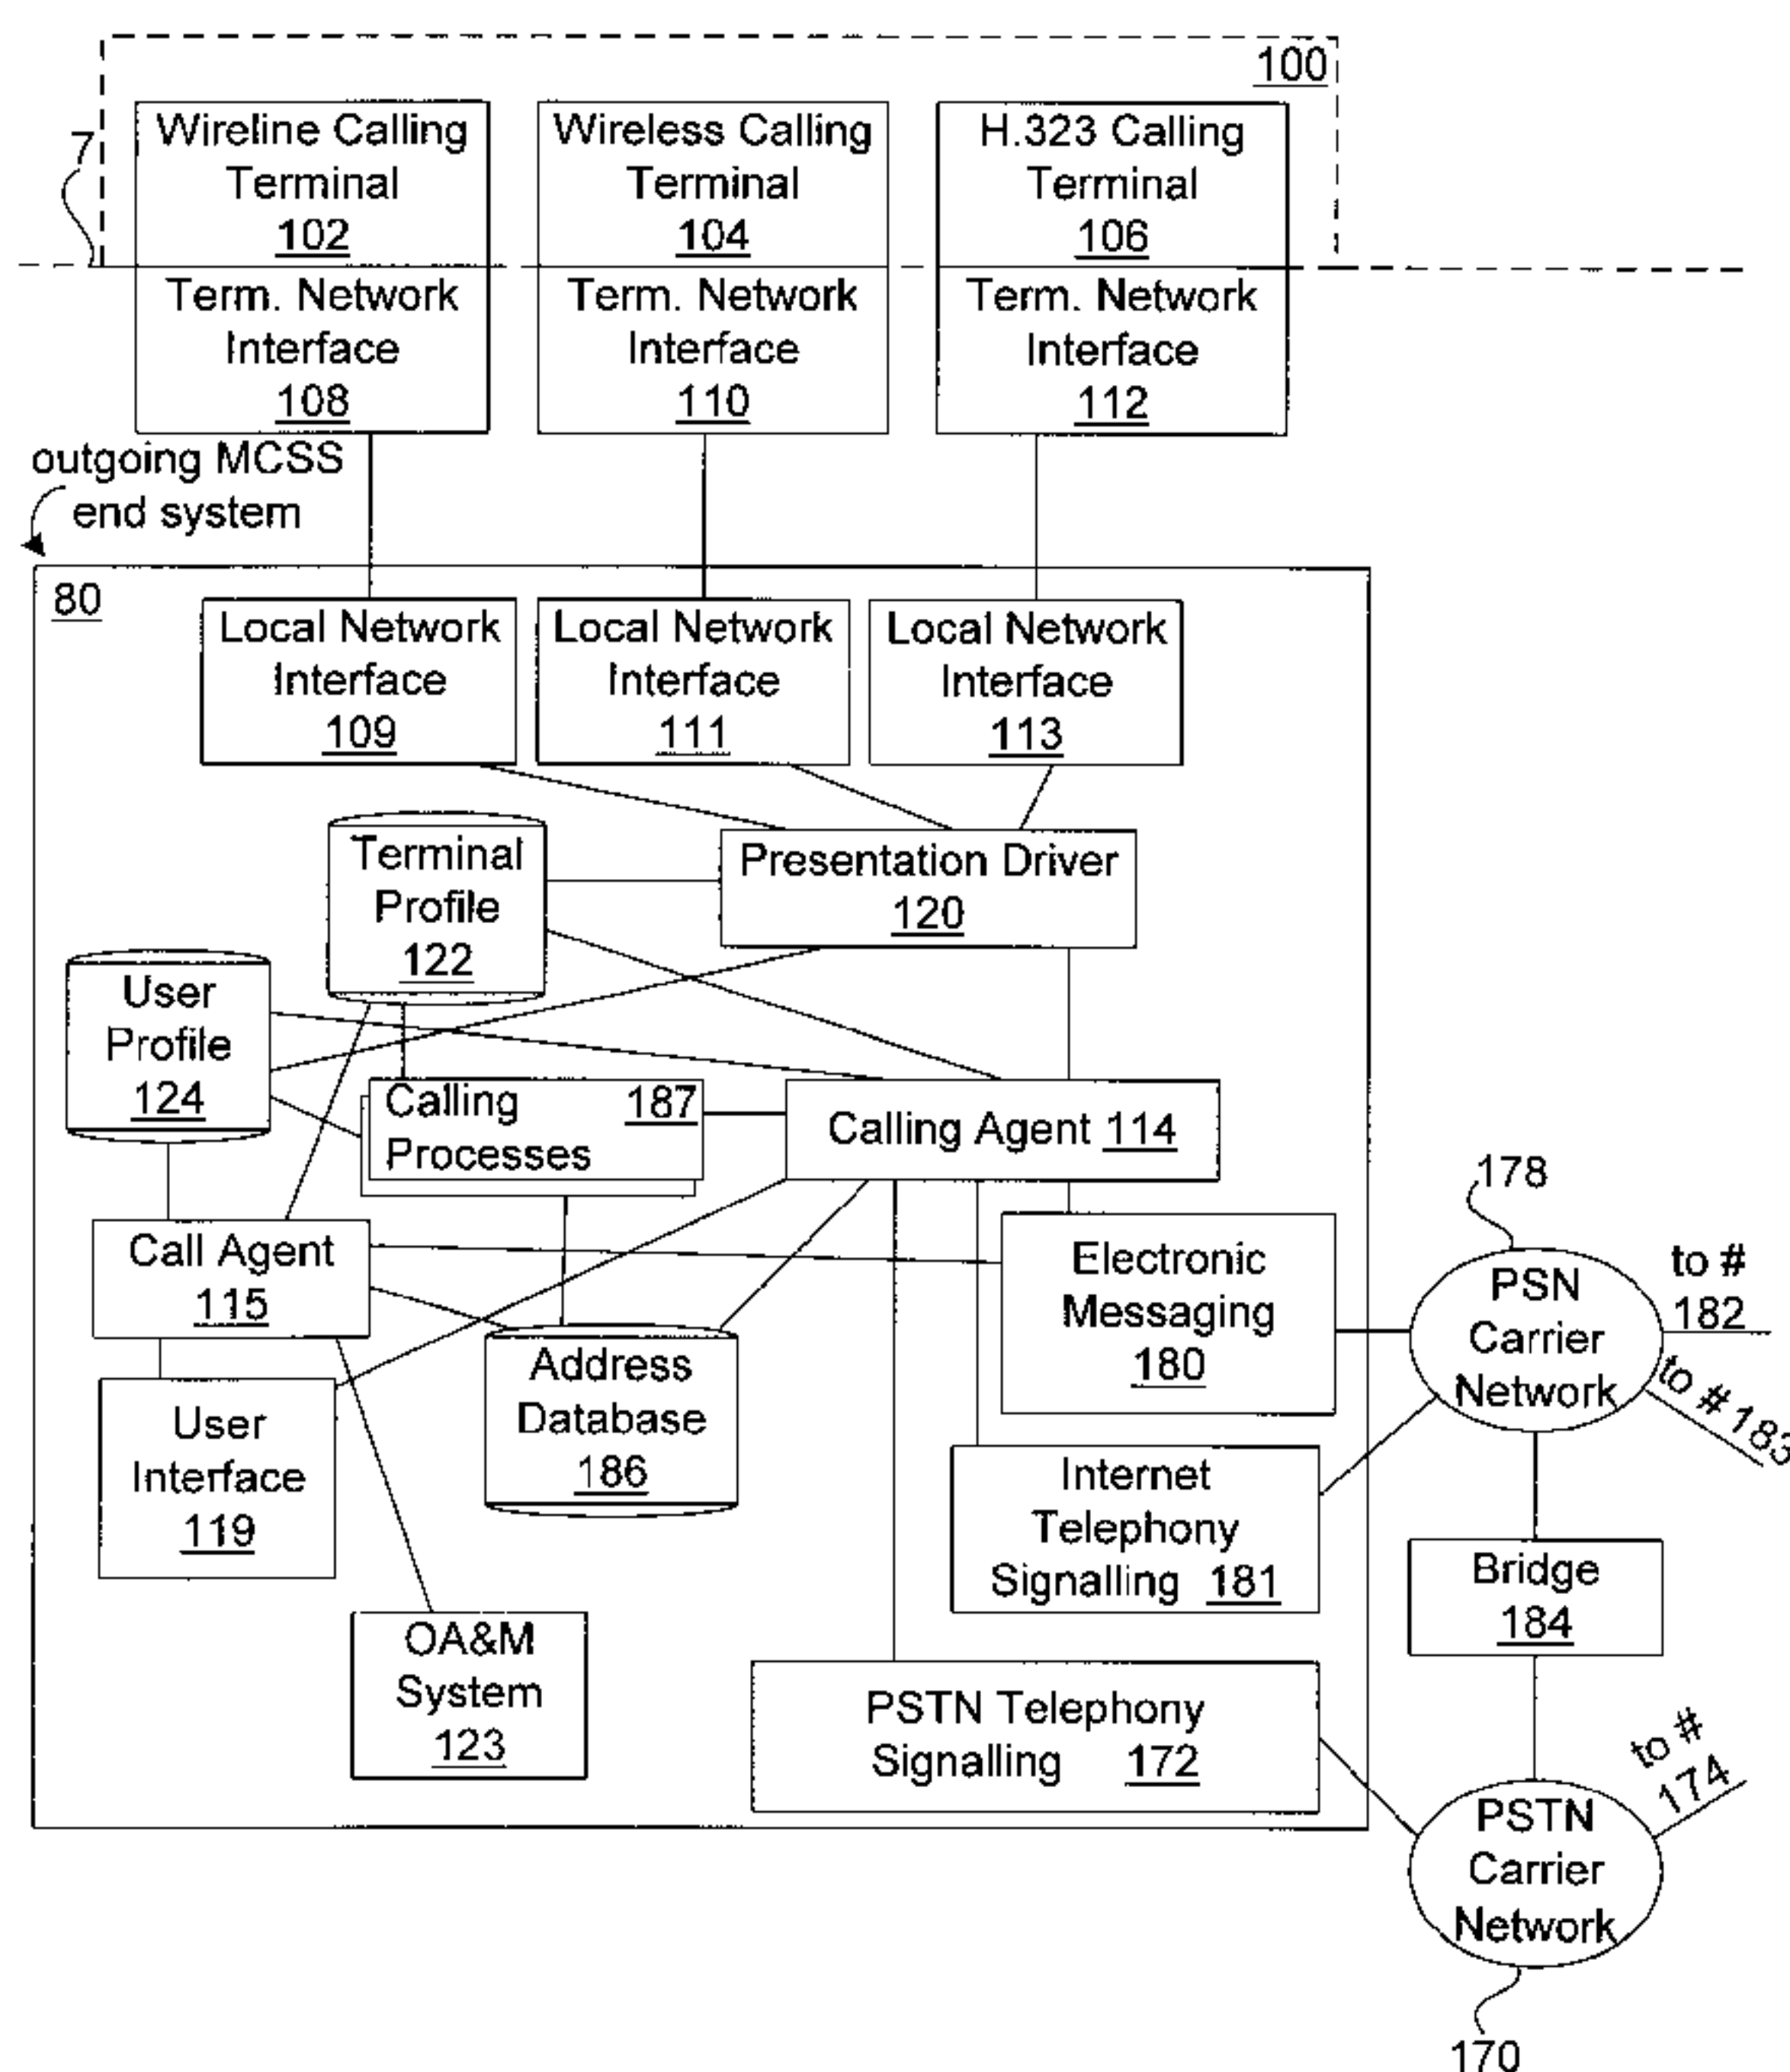 100
7
Wireline Calling
Terminal
102
Wireless Calling
Terminal
104
H.323 Calling
Terminal
106
Term. Network
Interface
108
Term. Network
Interface
110
Term. Network
Interface
112
outgoing MCSS
end system
80
Local Network
Interface
109
Local Network
Interface
111
Local Network
Interface
113
Terminal
Profile
122
Presentation Driver
120
User
Profile
124
Calling 187
Processes
Calling Agent 114
178
Call Agent
115
Electronic
Messaging
180
PSN
Carrier
Network
to #
182
to # 183
User
Interface
119
Address
Database
186
Internet
Telephony
Signalling 181
Bridge
184
OA&M
System
123
PSTN Telephony
Signalling 172
to #
174
PSTN
Carrier
Network
170